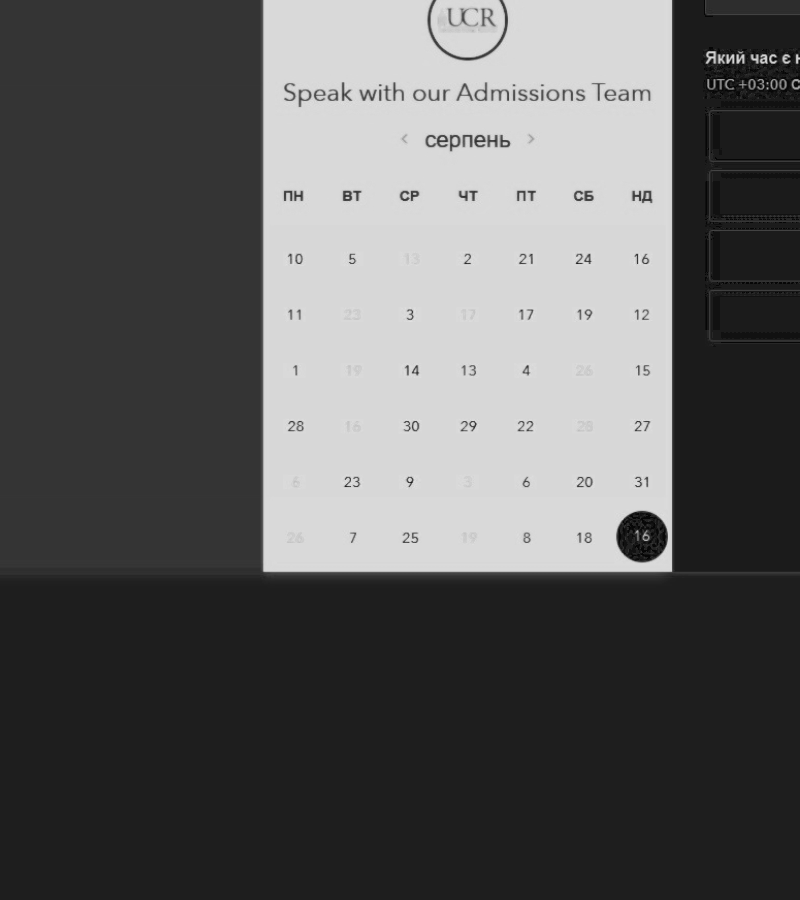 UCR
Speak with our Admissions Team
‹ серпень ›
Який час є
UTC +03:00
ПН ВТ СР ЧТ ПТ СБ НД
10 5 13 2 21 24 16
11 23 3 17 17 19 12
1 19 14 13 4 26 15
28 16 30 29 22 28 27
6 23 9 3 6 20 31
26 7 25 19 8 18 16